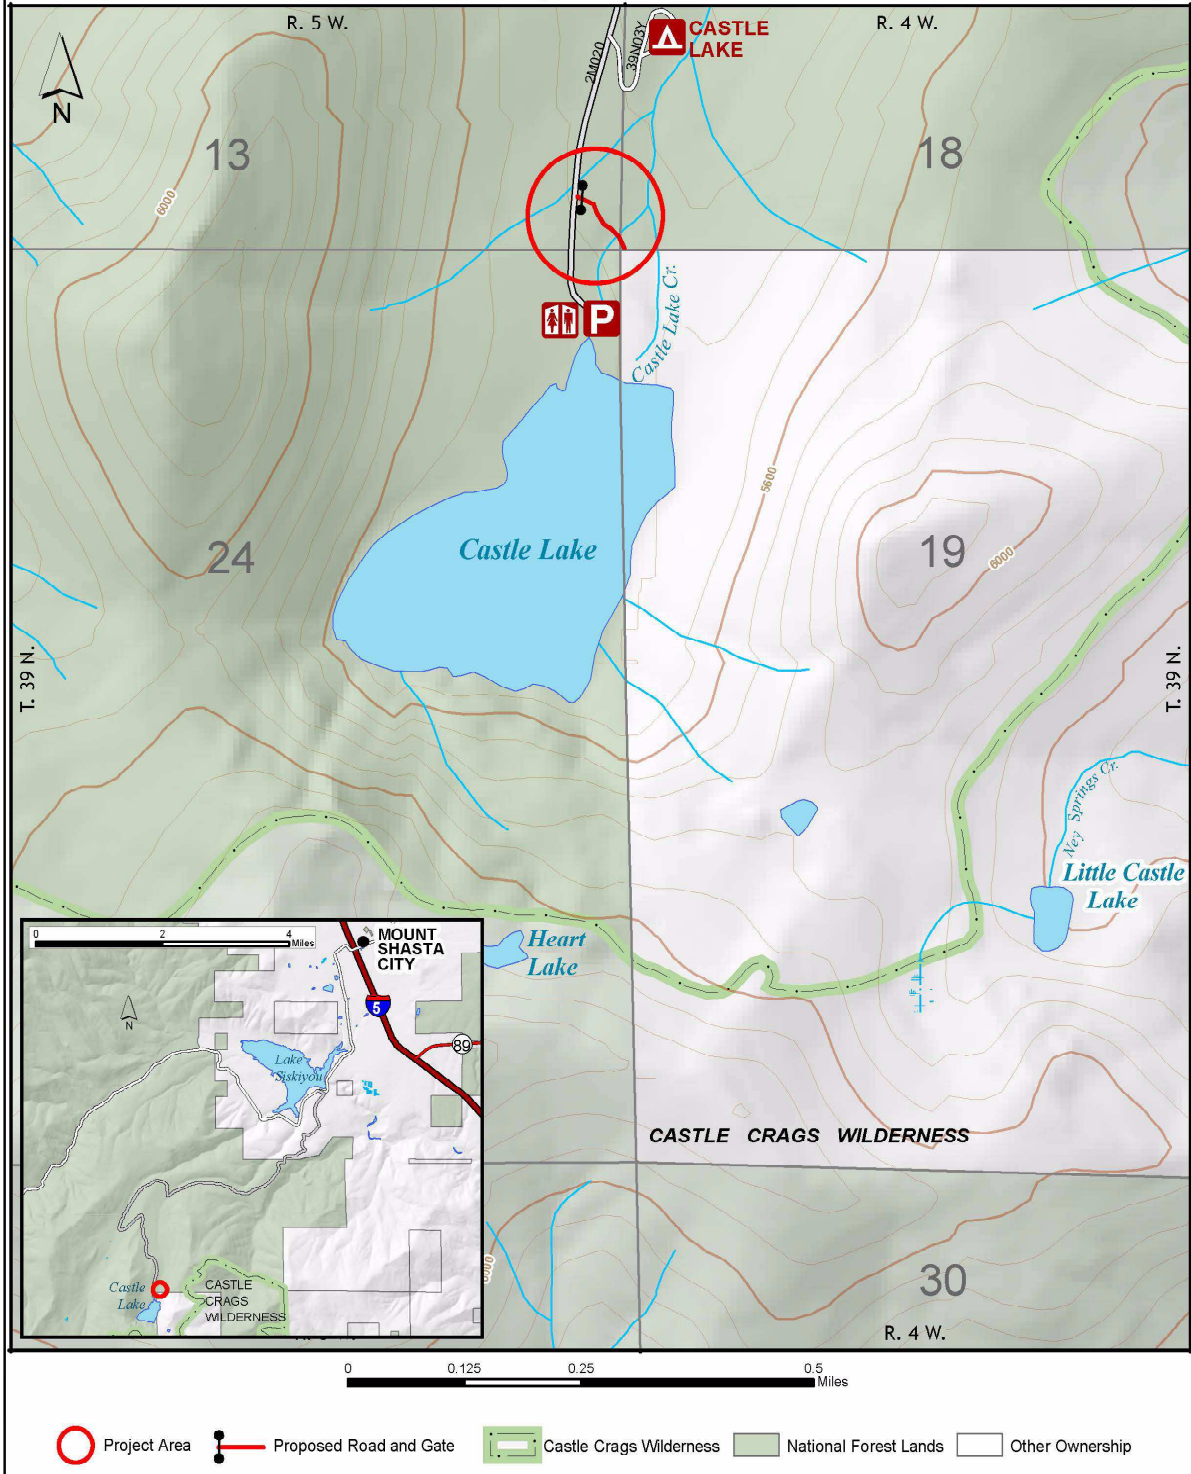 R. 5 W.
R. 4 W.
CASTLE
LAKE
2M020
39N03Y
N
13
18
6000
P
Castle Lake Cr.
5600
24
Castle Lake
19
6000
T. 39 N.
T. 39 N.
Ney Springs Cr.
Little Castle
Lake
Heart
Lake
0 2 4
Miles
MOUNT
SHASTA
CITY
N
5
89
Lake
Siskiyou
CASTLE CRAGS WILDERNESS
Castle
Lake
CASTLE
CRAGS
WILDERNESS
6000
30
R. 4 W.
0 0.125 0.25 0.5
Miles
Project Area
Proposed Road and Gate
Castle Crags Wilderness
National Forest Lands
Other Ownership